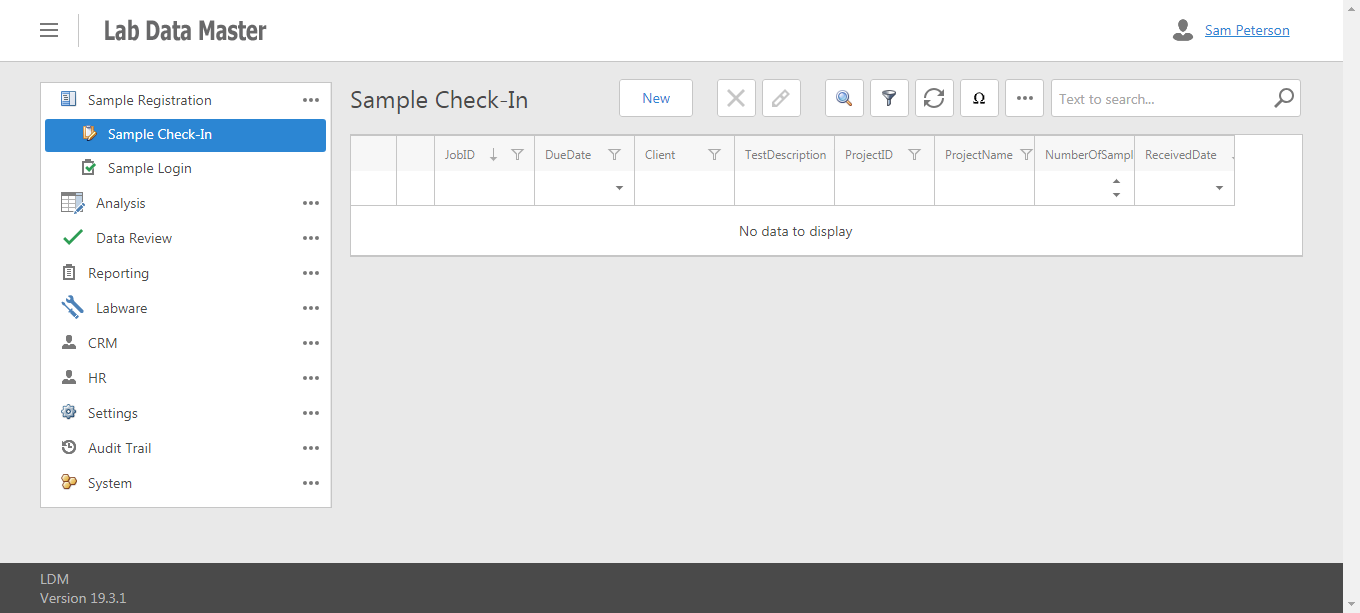 Lab Data Master
Sam Peterson
Sample Registration
Sample Check-In
Sample Login
Analysis
Data Review
Reporting
Labware
CRM
HR
Settings
Audit Trail
System
Sample Check-In
New
Ω
Text to search...
JobID DueDate Client TestDescription ProjectID ProjectName NumberOfSampl ReceivedDate
No data to display
LDM
Version 19.3.1